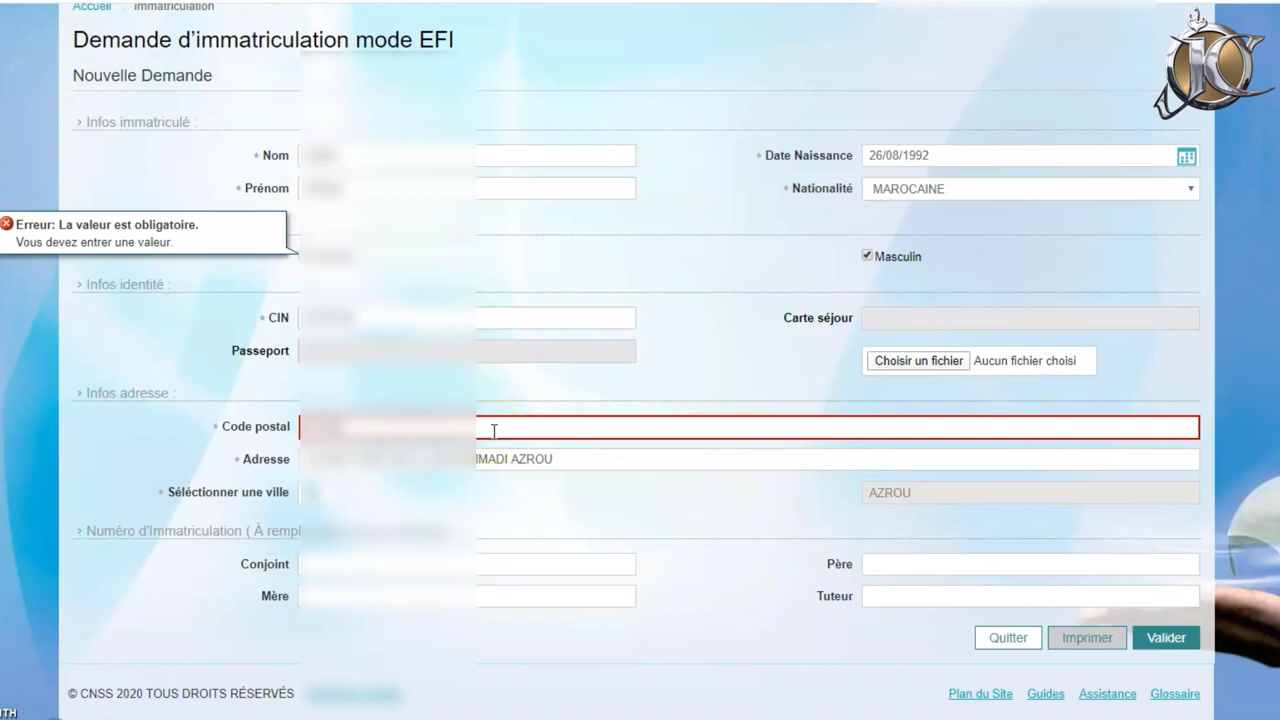 Accueil immatriculation
Demande d'immatriculation mode EFI
Nouvelle Demande
> Infos immatriculé :
* Nom
* Date Naissance 26/08/1992
* Prénom
* Nationalité MAROCAINE
Erreur: La valeur est obligatoire.
Vous devez entrer une valeur.
Masculin
> Infos identité :
* CIN
Carte séjour
Passeport
Choisir un fichier Aucun fichier choisi
> Infos adresse :
* Code postal
* Adresse AZROU
* Séléctionner une ville AZROU
> Numéro d'Immatriculation ( À
Conjoint
Père
Mère
Tuteur
Quitter Imprimer Valider
© CNSS 2020 TOUS DROITS RÉSERVÉS
Plan du Site Guides Assistance Glossaire